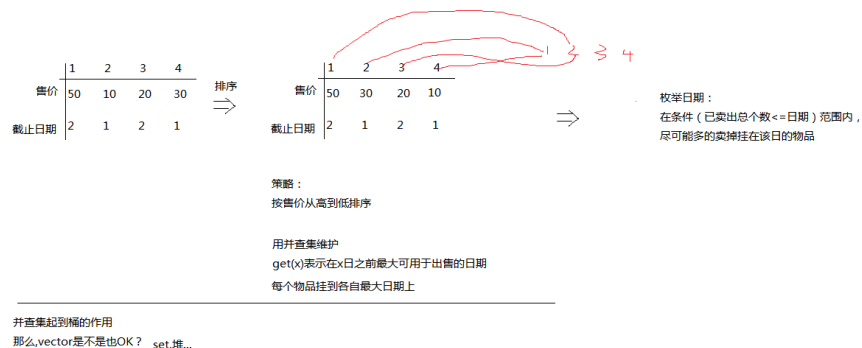 1 2 3 4
售价 50 10 20 30
截止日期 2 1 2 1
排序
1 2 3 4
售价 50 30 20 10
截止日期 2 1 2 1
1 2 3 4
枚举日期：
在条件（已卖出总个数<=日期）范围内，
尽可能多的卖掉挂在该日的物品
策略：
按售价从高到低排序
用并查集维护
get(x)表示在x日之前最大可用于出售的日期
每个物品挂到各自最大日期上
并查集起到桶的作用
那么,vector是不是也OK？ set,堆...